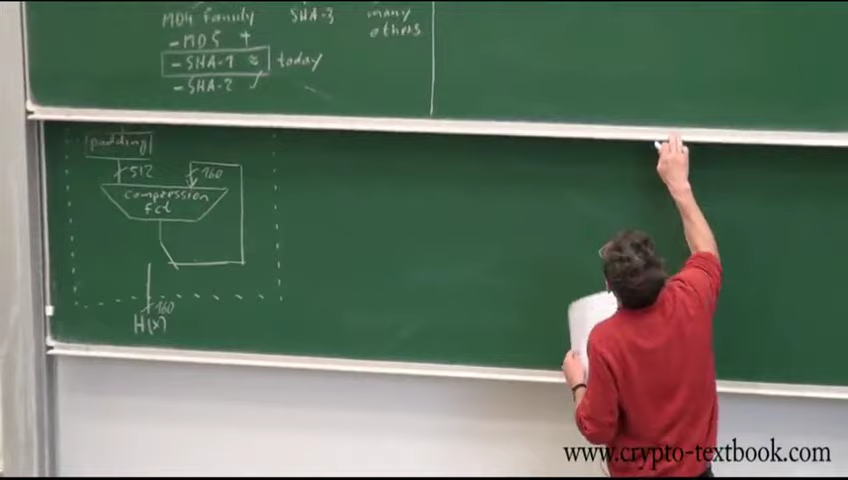 MD4 family
SHA-3
many
others
- MD5 +
- SHA-1 ≈ today
- SHA-2 ✓
padding
512
160
compression
fct
160
H(x)
www.crypto-textbook.com